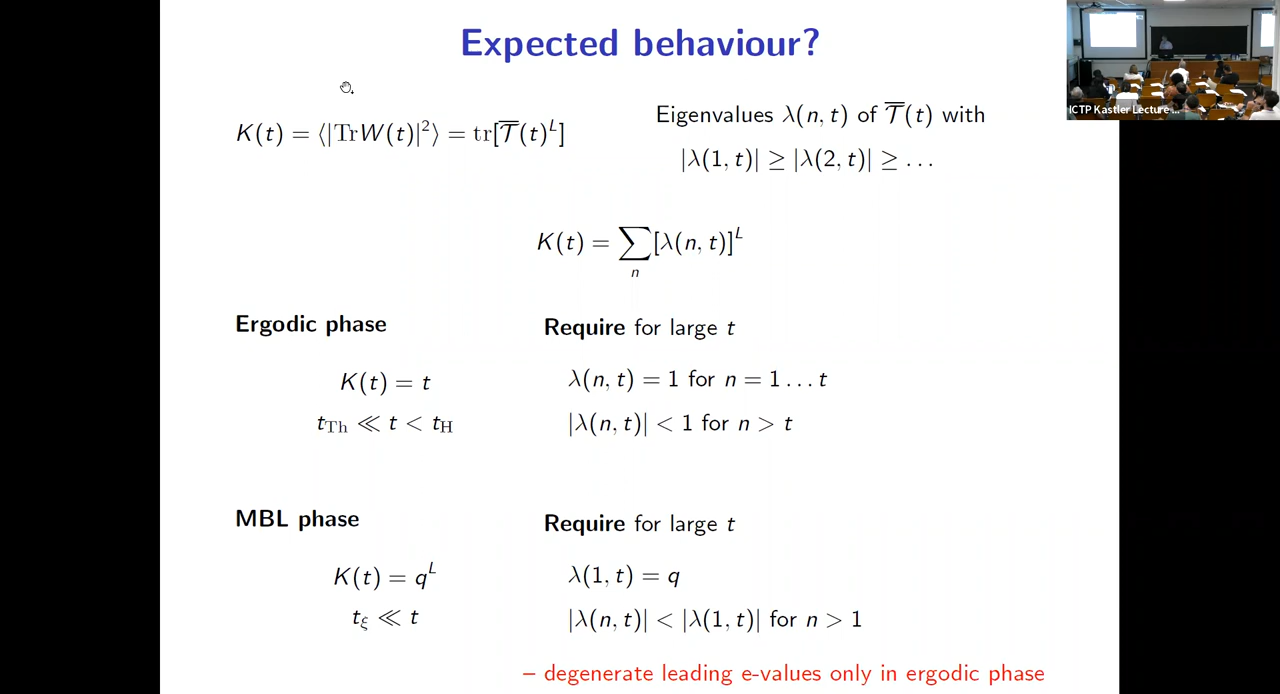 Expected behaviour?
K(t) = ⟨|TrW(t)|²⟩ = tr[𝒯̅(t)ᴸ]
Eigenvalues λ(n, t) of 𝒯̅(t) with
|λ(1, t)| ≥ |λ(2, t)| ≥ …
K(t) = ∑ₙ [λ(n, t)]ᴸ
Ergodic phase
Require for large t
K(t) = t
λ(n, t) = 1 for n = 1 … t
t_Th ≪ t < t_H
|λ(n, t)| < 1 for n > t
MBL phase
Require for large t
K(t) = qᴸ
λ(1, t) = q
t_ξ ≪ t
|λ(n, t)| < |λ(1, t)| for n > 1
– degenerate leading e-values only in ergodic phase
ICTP Kastler Lecture ...